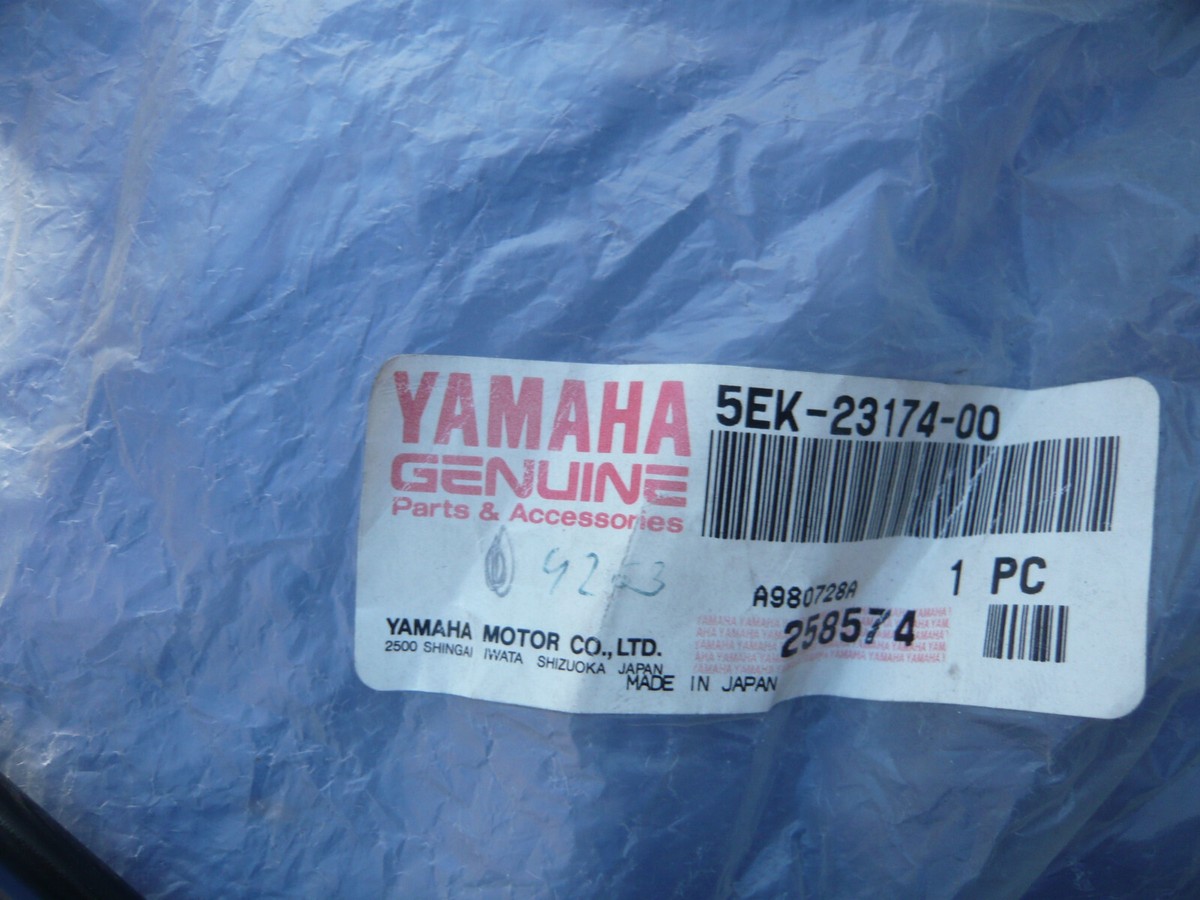 YAMAHA
GENUINE
Parts & Accessories
5EK-23174-00
1 PC
A980728A
258574
YAMAHA MOTOR CO., LTD.
2500 SHINGAI IWATA SHIZUOKA JAPAN
MADE IN JAPAN